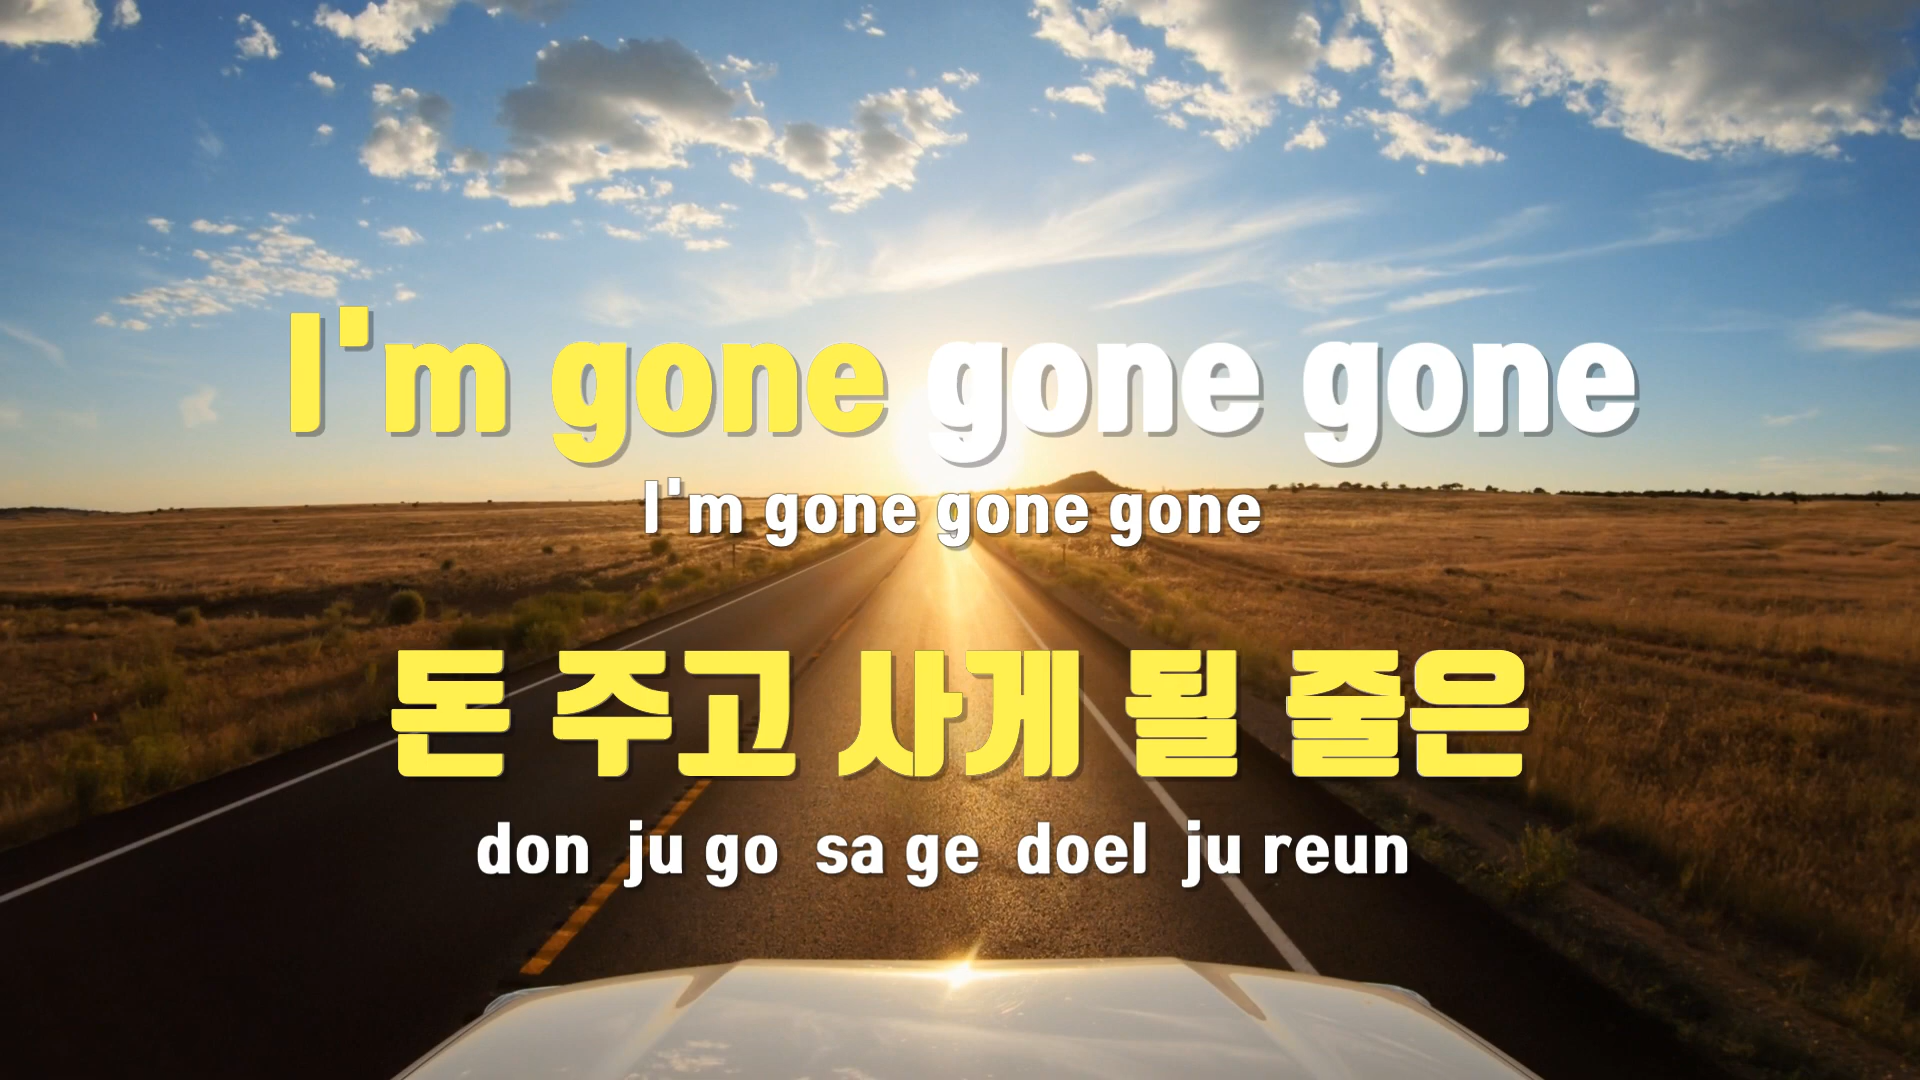 I'm gone gone gone
I'm gone gone gone
돈 주고 사게 될 줄은
don ju go sa ge doel ju reun